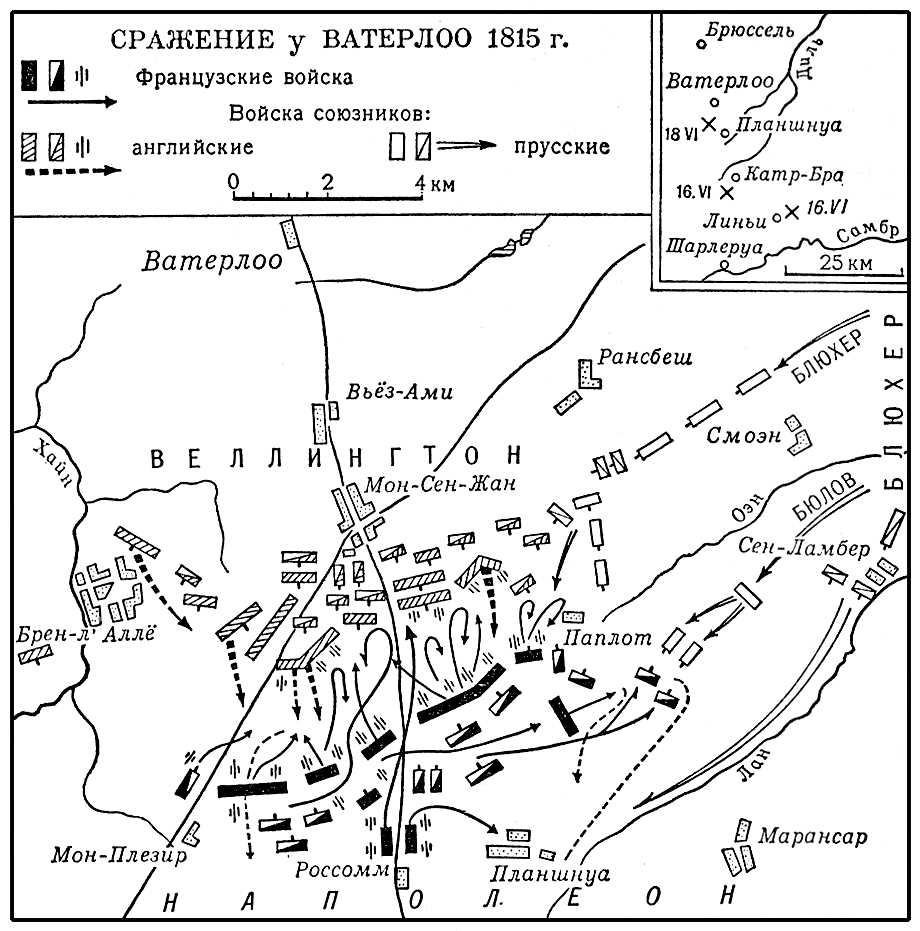 СРАЖЕНИЕ у ВАТЕРЛОО 1815 г.
Французские войска
Войска союзников:
английские
прусские
0 2 4 км
Брюссель
Диль
Ватерлоо
18 VI
Планшнуа
Катр-Бра
16.VI
Линьи
16.VI
Самбр
Шарлеруа
25 км
Ватерлоо
БЛЮХЕР
БЛЮХЕР
Рансбеш
Вьёз-Ами
Смоэн
Хайн
ВЕЛЛИНГТОН
Мон-Сен-Жан
Оэн
БЮЛОВ
Сен-Ламбер
Брен-л'Аллё
Паплот
Лан
Мон-Плезир
Россомм
Планшнуа
Марансар
НАПОЛЕОН